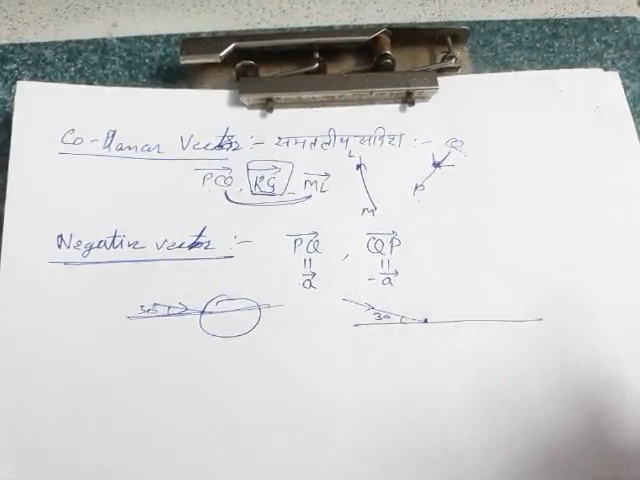 Co-Planar Vector :- समतलीय सदिश :-
PQ, RS, ML
L
M
Q
P
Negative vector :- PQ , QP
= =
a -a
30
30